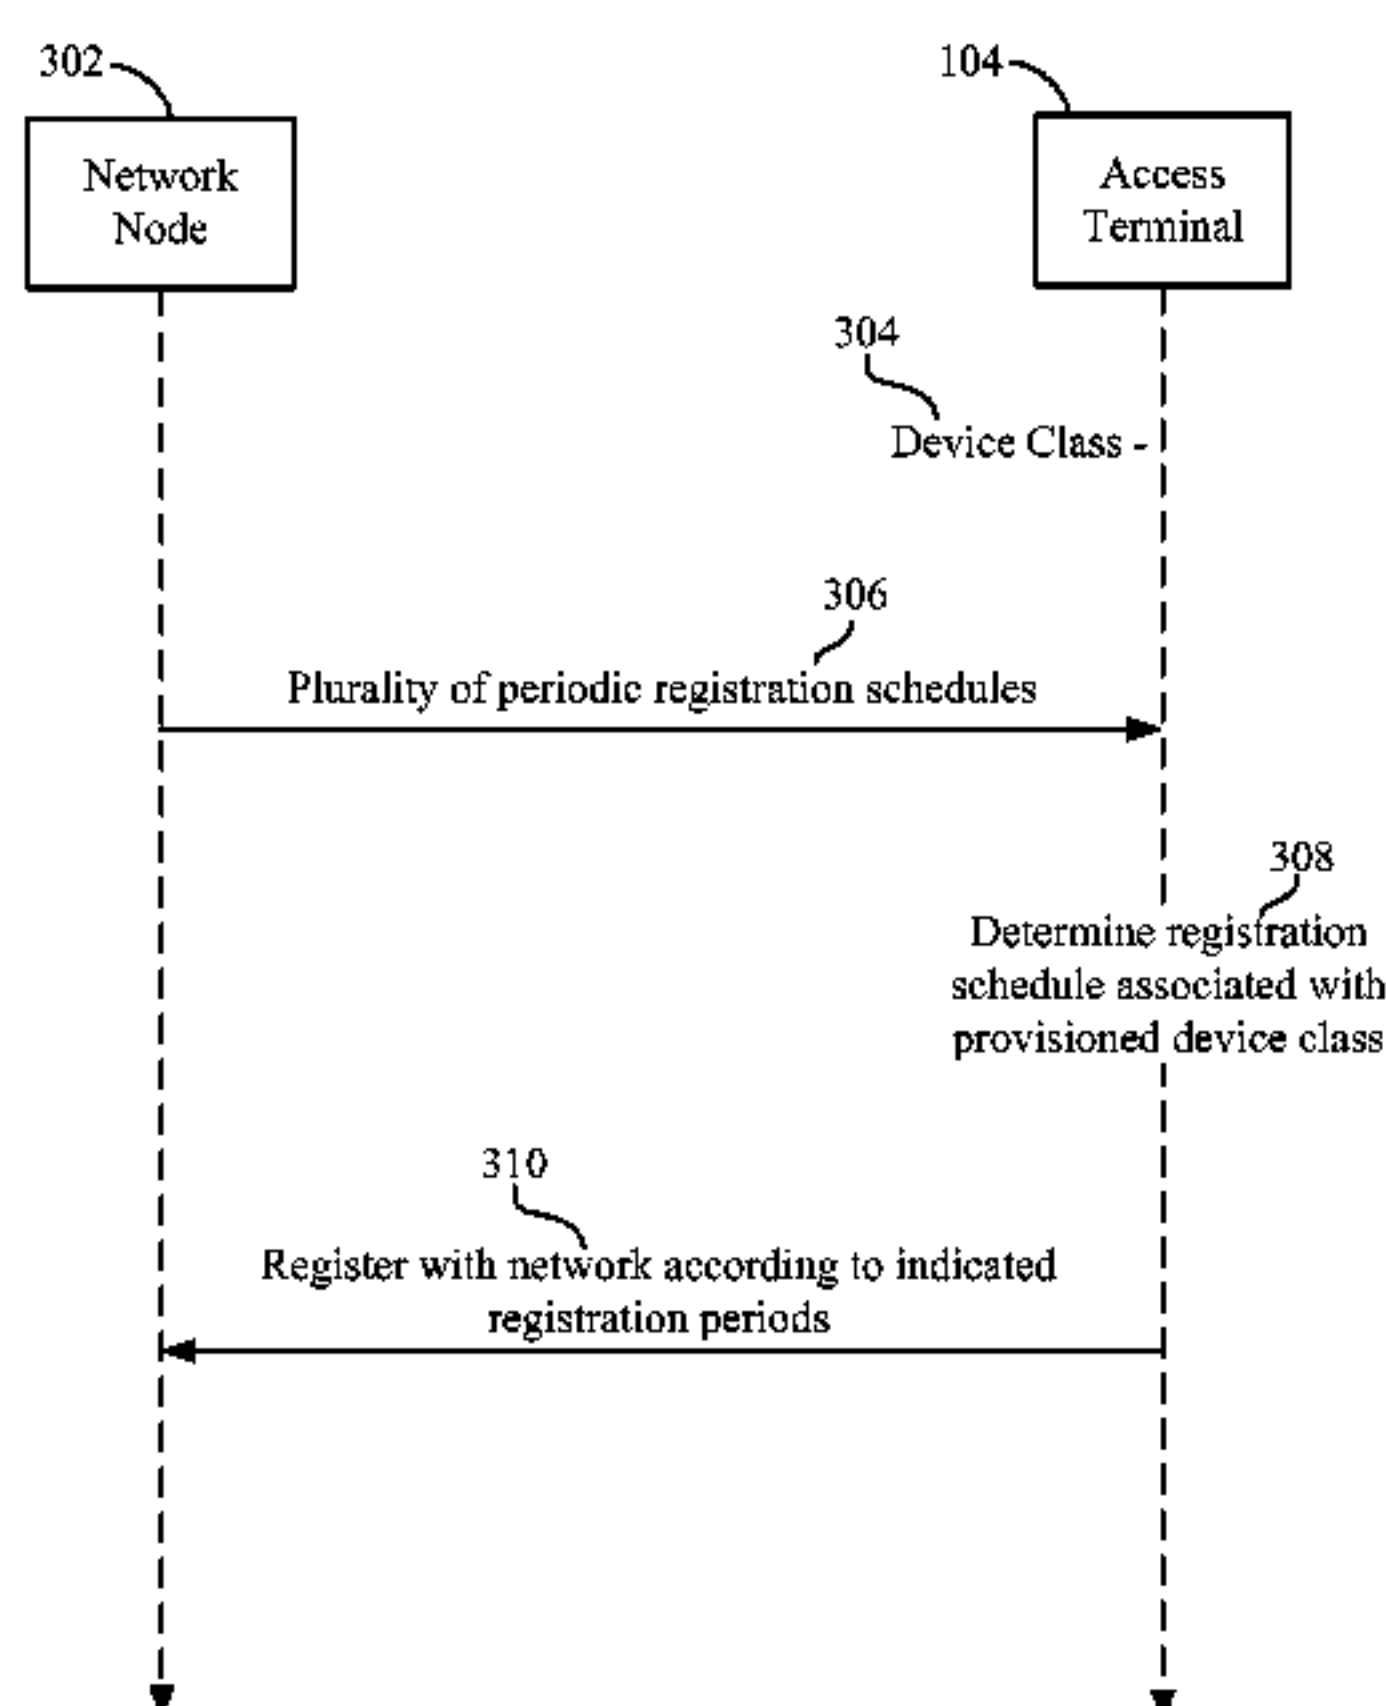 302
104
Network
Node
Access
Terminal
304
Device Class -
306
Plurality of periodic registration schedules
308
Determine registration
schedule associated with
provisioned device class
310
Register with network according to indicated
registration periods